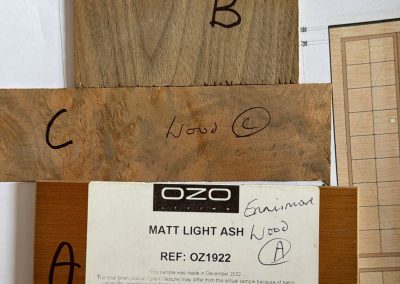 B
C
Wood C
OZO
MATT LIGHT ASH
REF: OZ1922
Wood
A
A
This sample was made in December 2022